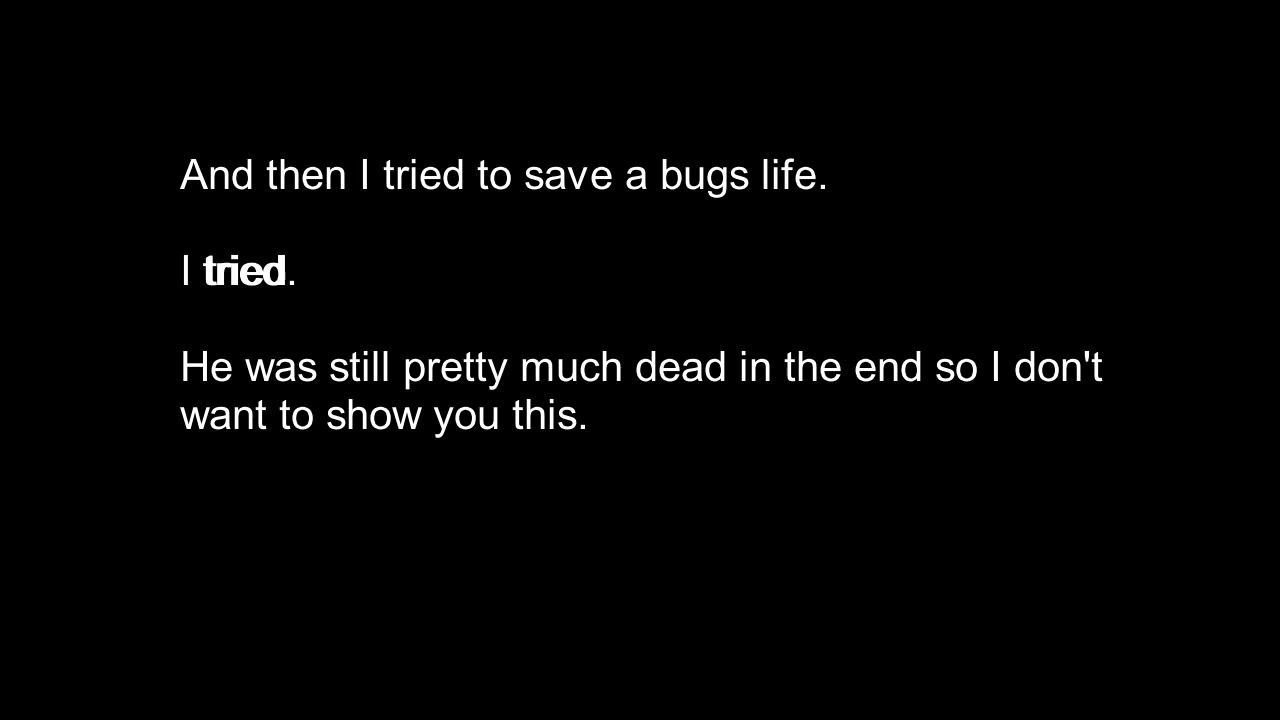 And then I tried to save a bugs life.
I tried.
He was still pretty much dead in the end so I don't
want to show you this.